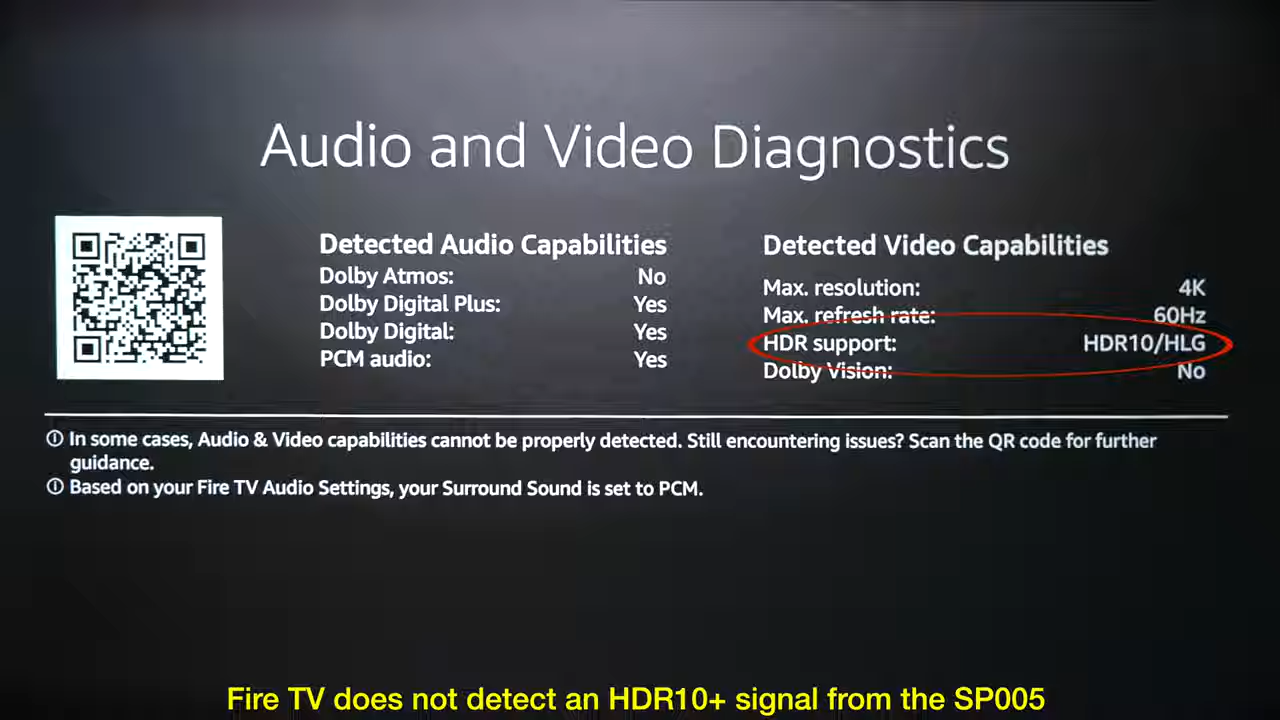 Audio and Video Diagnostics
Detected Audio Capabilities
Dolby Atmos: No
Dolby Digital Plus: Yes
Dolby Digital: Yes
PCM audio: Yes
Detected Video Capabilities
Max. resolution: 4K
Max. refresh rate: 60Hz
HDR support: HDR10/HLG
Dolby Vision: No
In some cases, Audio & Video capabilities cannot be properly detected. Still encountering issues? Scan the QR code for further
guidance.
Based on your Fire TV Audio Settings, your Surround Sound is set to PCM.
Fire TV does not detect an HDR10+ signal from the SP005